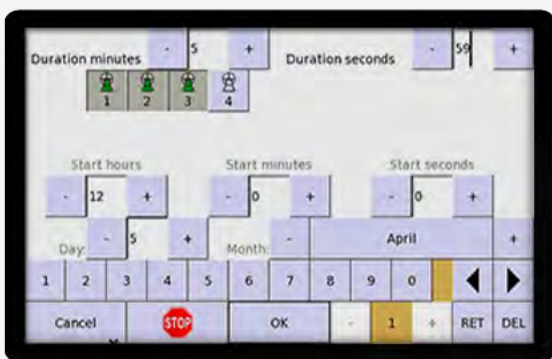 Duration minutes - 5 + Duration seconds - 59 +
1 2 3 4
Start hours Start minutes Start seconds
- 12 + - 0 + - 0 +
Day: - 5 + Month: - April +
1 2 3 4 5 6 7 8 9 0
Cancel STOP OK - 1 + RET DEL